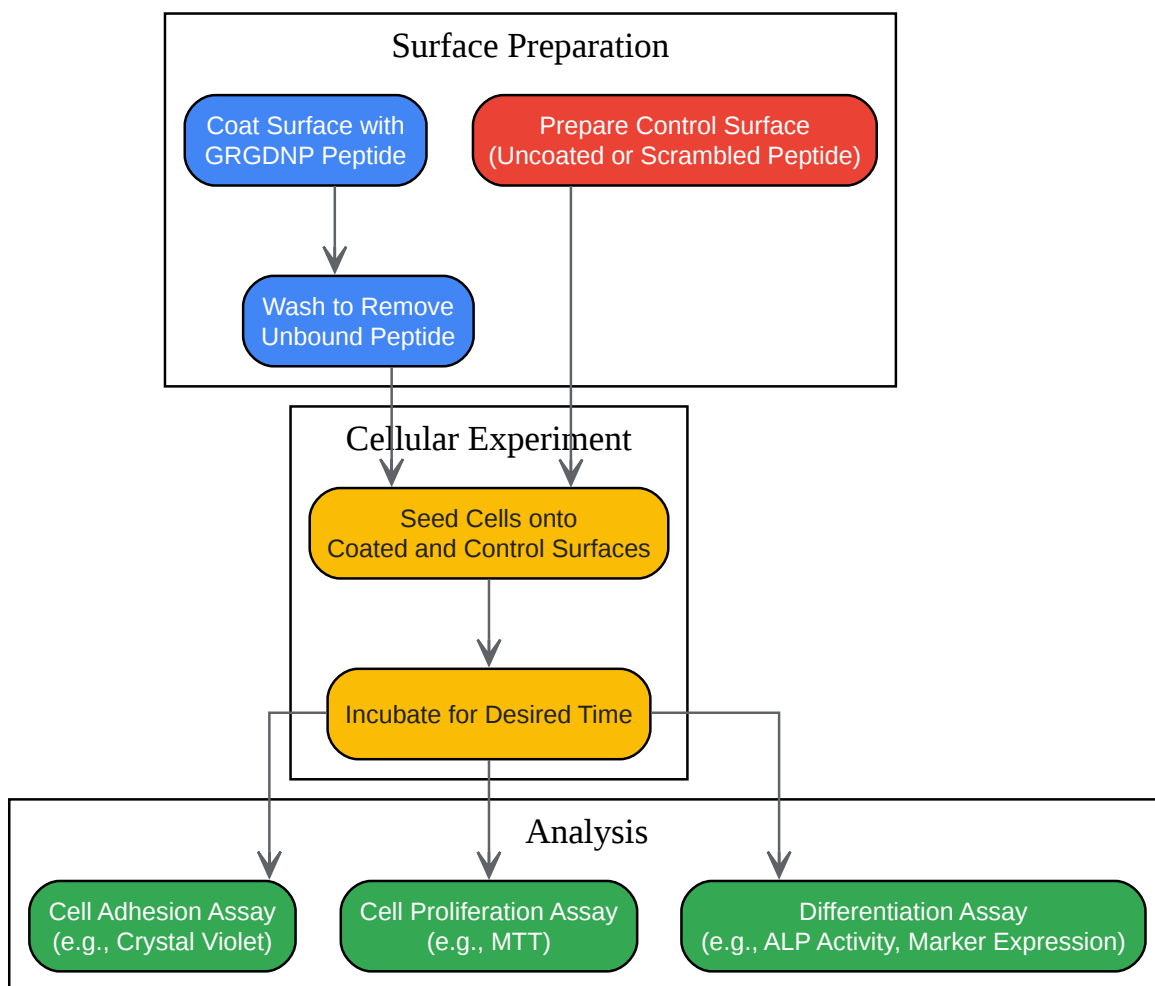 Surface Preparation
Coat Surface with
GRGDNP Peptide
Prepare Control Surface
(Uncoated or Scrambled Peptide)
Wash to Remove
Unbound Peptide
Cellular Experiment
Seed Cells onto
Coated and Control Surfaces
Incubate for Desired Time
Analysis
Cell Adhesion Assay
(e.g., Crystal Violet)
Cell Proliferation Assay
(e.g., MTT)
Differentiation Assay
(e.g., ALP Activity, Marker Expression)